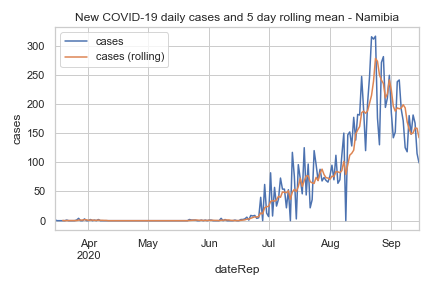 New COVID-19 daily cases and 5 day rolling mean - Namibia
cases
cases (rolling)
300
250
200
150
100
50
0
cases
Apr
2020
May
Jun
Jul
Aug
Sep
dateRep